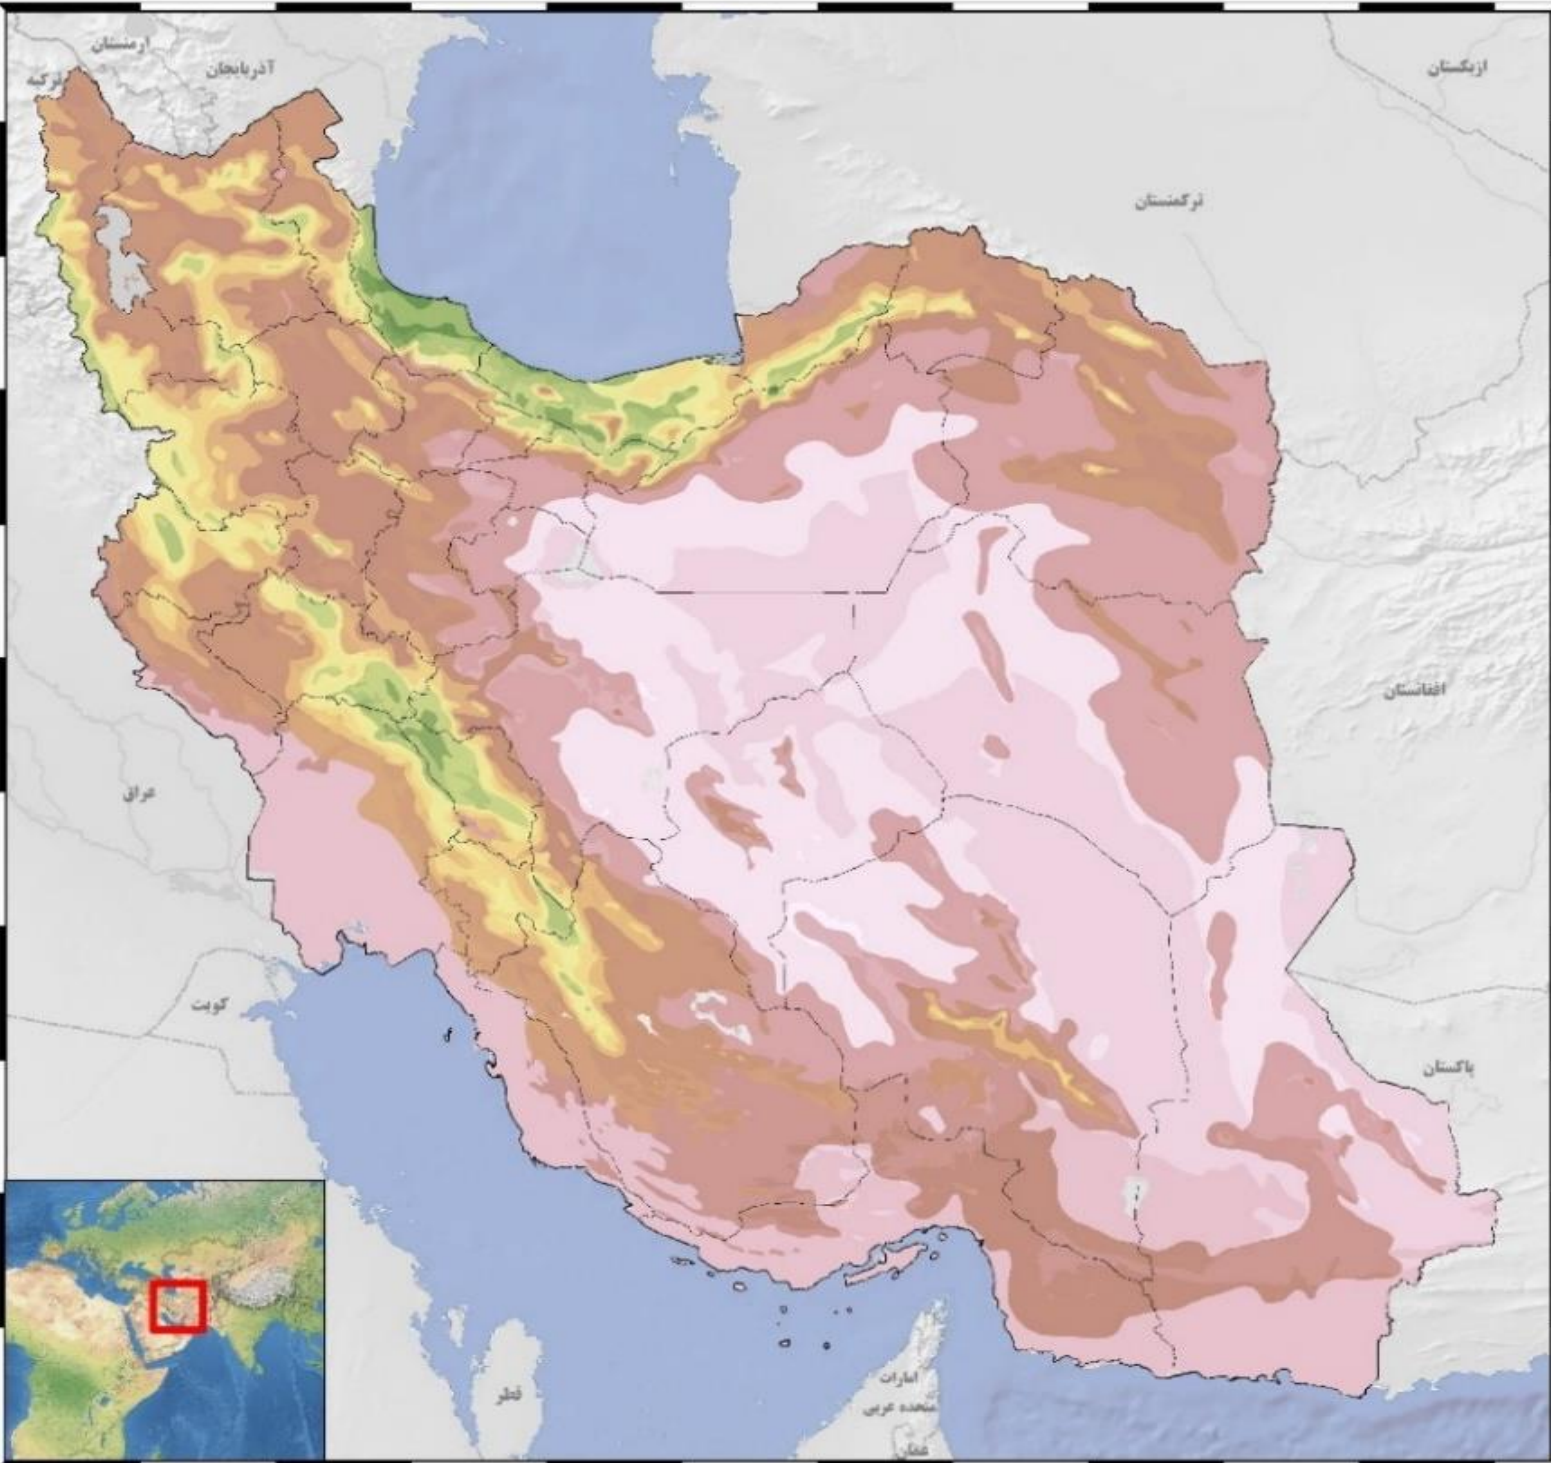 ارمنستان
ترکیه
آذربایجان
ازبکستان
ترکمنستان
افغانستان
عراق
کویت
پاکستان
قطر
امارات
متحده عربی
عمان